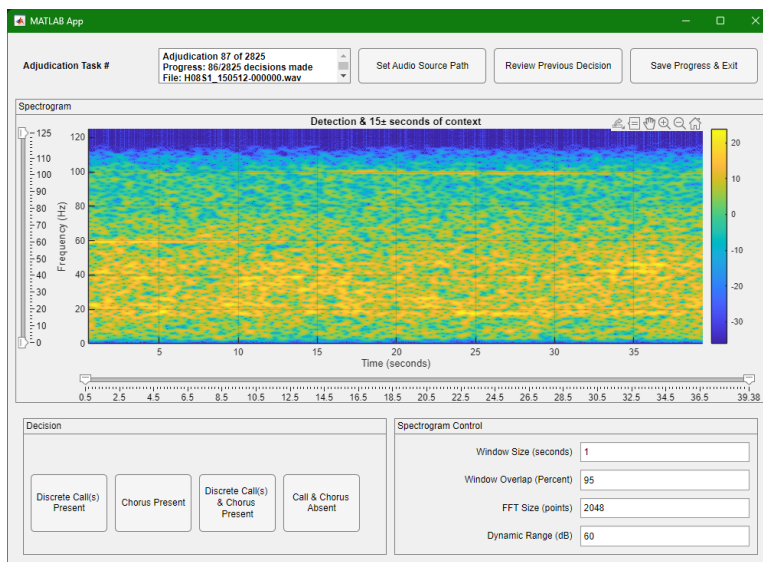 MATLAB App
Adjudication Task #
Adjudication 87 of 2825
Progress: 86/2825 decisions made
File: H08S1_150512-000000.wav
Set Audio Source Path
Review Previous Decision
Save Progress & Exit
Spectrogram
Detection & 15± seconds of context
125
110
100
90
80
70
60
50
40
30
20
10
0
Frequency (Hz)
120
100
80
60
40
20
0
5
10
15
20
25
30
35
Time (seconds)
20
10
0
-10
-20
-30
0.5 2.5 4.5 6.5 8.5 10.5 12.5 14.5 16.5 18.5 20.5 22.5 24.5 26.5 28.5 30.5 32.5 34.5 36.5 39.38
Decision
Discrete Call(s)
Present
Chorus Present
Discrete Call(s)
& Chorus
Present
Call & Chorus
Absent
Spectrogram Control
Window Size (seconds) 1
Window Overlap (Percent) 95
FFT Size (points) 2048
Dynamic Range (dB) 60